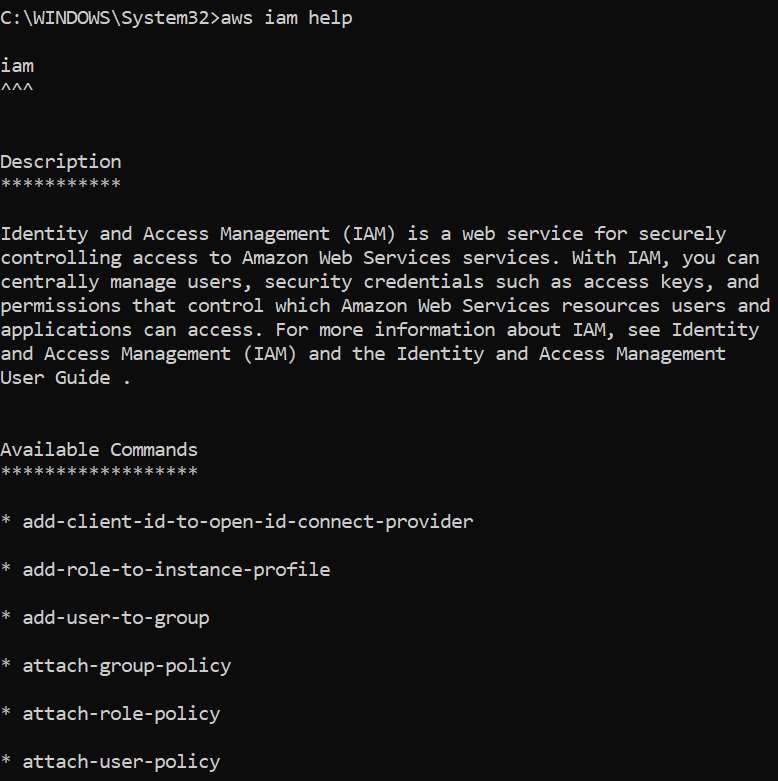 C:\WINDOWS\System32>aws iam help
iam
^^^
Description
***********
Identity and Access Management (IAM) is a web service for securely
controlling access to Amazon Web Services services. With IAM, you can
centrally manage users, security credentials such as access keys, and
permissions that control which Amazon Web Services resources users and
applications can access. For more information about IAM, see Identity
and Access Management (IAM) and the Identity and Access Management
User Guide .
Available Commands
******************
* add-client-id-to-open-id-connect-provider
* add-role-to-instance-profile
* add-user-to-group
* attach-group-policy
* attach-role-policy
* attach-user-policy